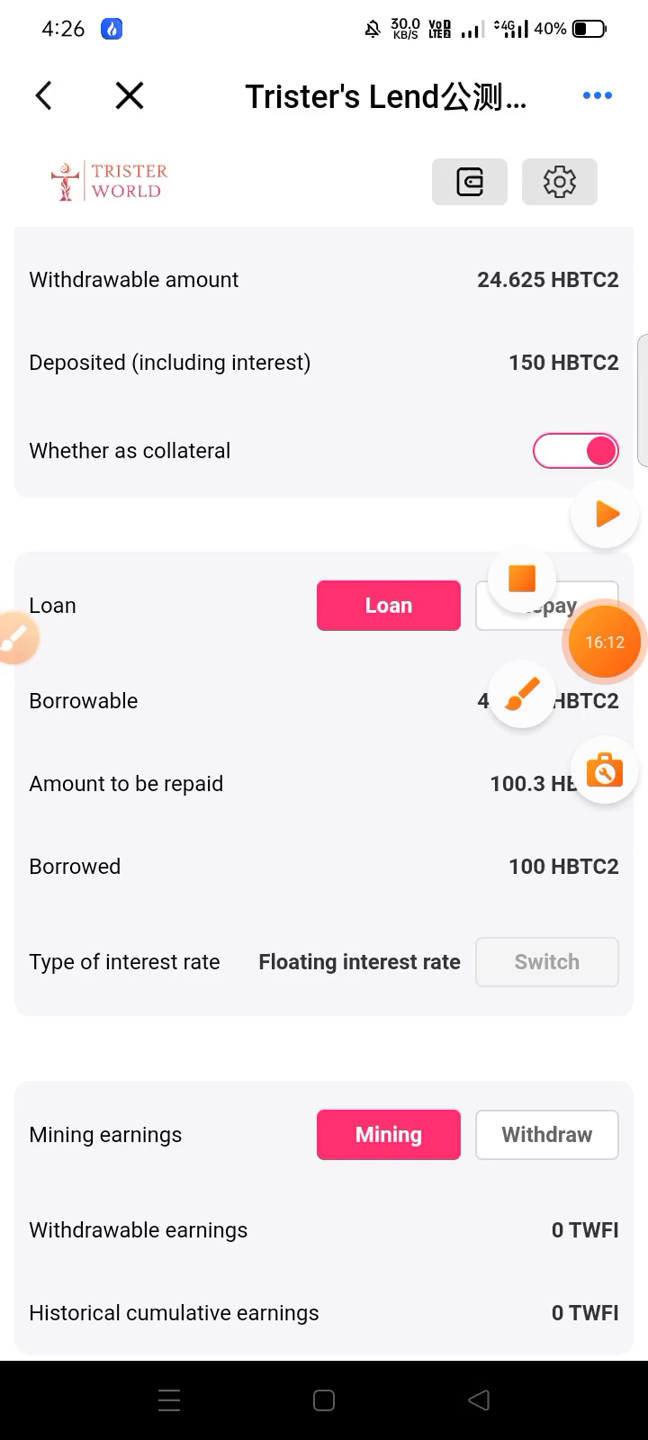 4:26 30.0 KB/S VoD LTE2 4G 40%
Trister's Lend公测...
TRISTER
WORLD
Withdrawable amount 24.625 HBTC2
Deposited (including interest) 150 HBTC2
Whether as collateral
Loan Loan
Borrowable HBTC2
16:12
Amount to be repaid 100.3
Borrowed 100 HBTC2
Type of interest rate Floating interest rate Switch
Mining earnings Mining Withdraw
Withdrawable earnings 0 TWFI
Historical cumulative earnings 0 TWFI